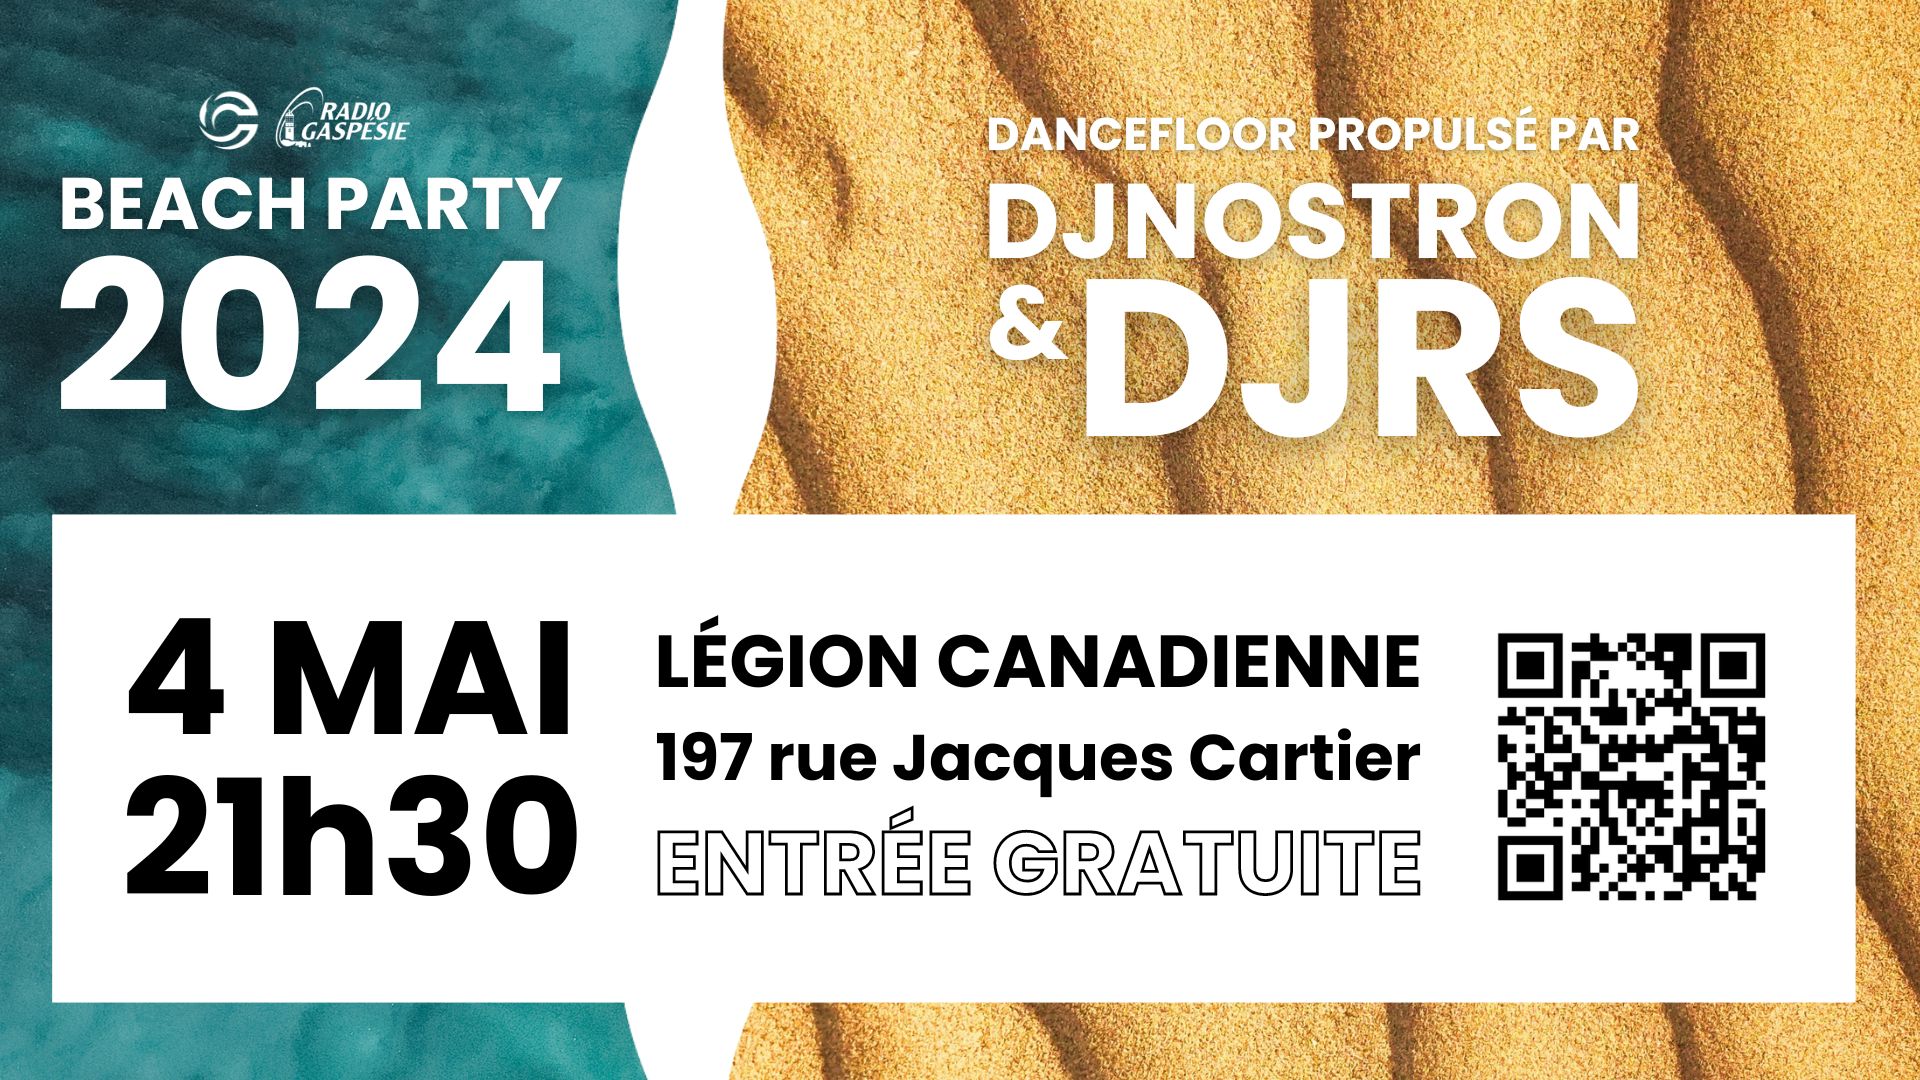 RADIO
GASPÉSIE
BEACH PARTY
2024
DANCEFLOOR PROPULSÉ PAR
DJNOSTRON
& DJRS
4 MAI
21h30
LÉGION CANADIENNE
197 rue Jacques Cartier
ENTRÉE GRATUITE